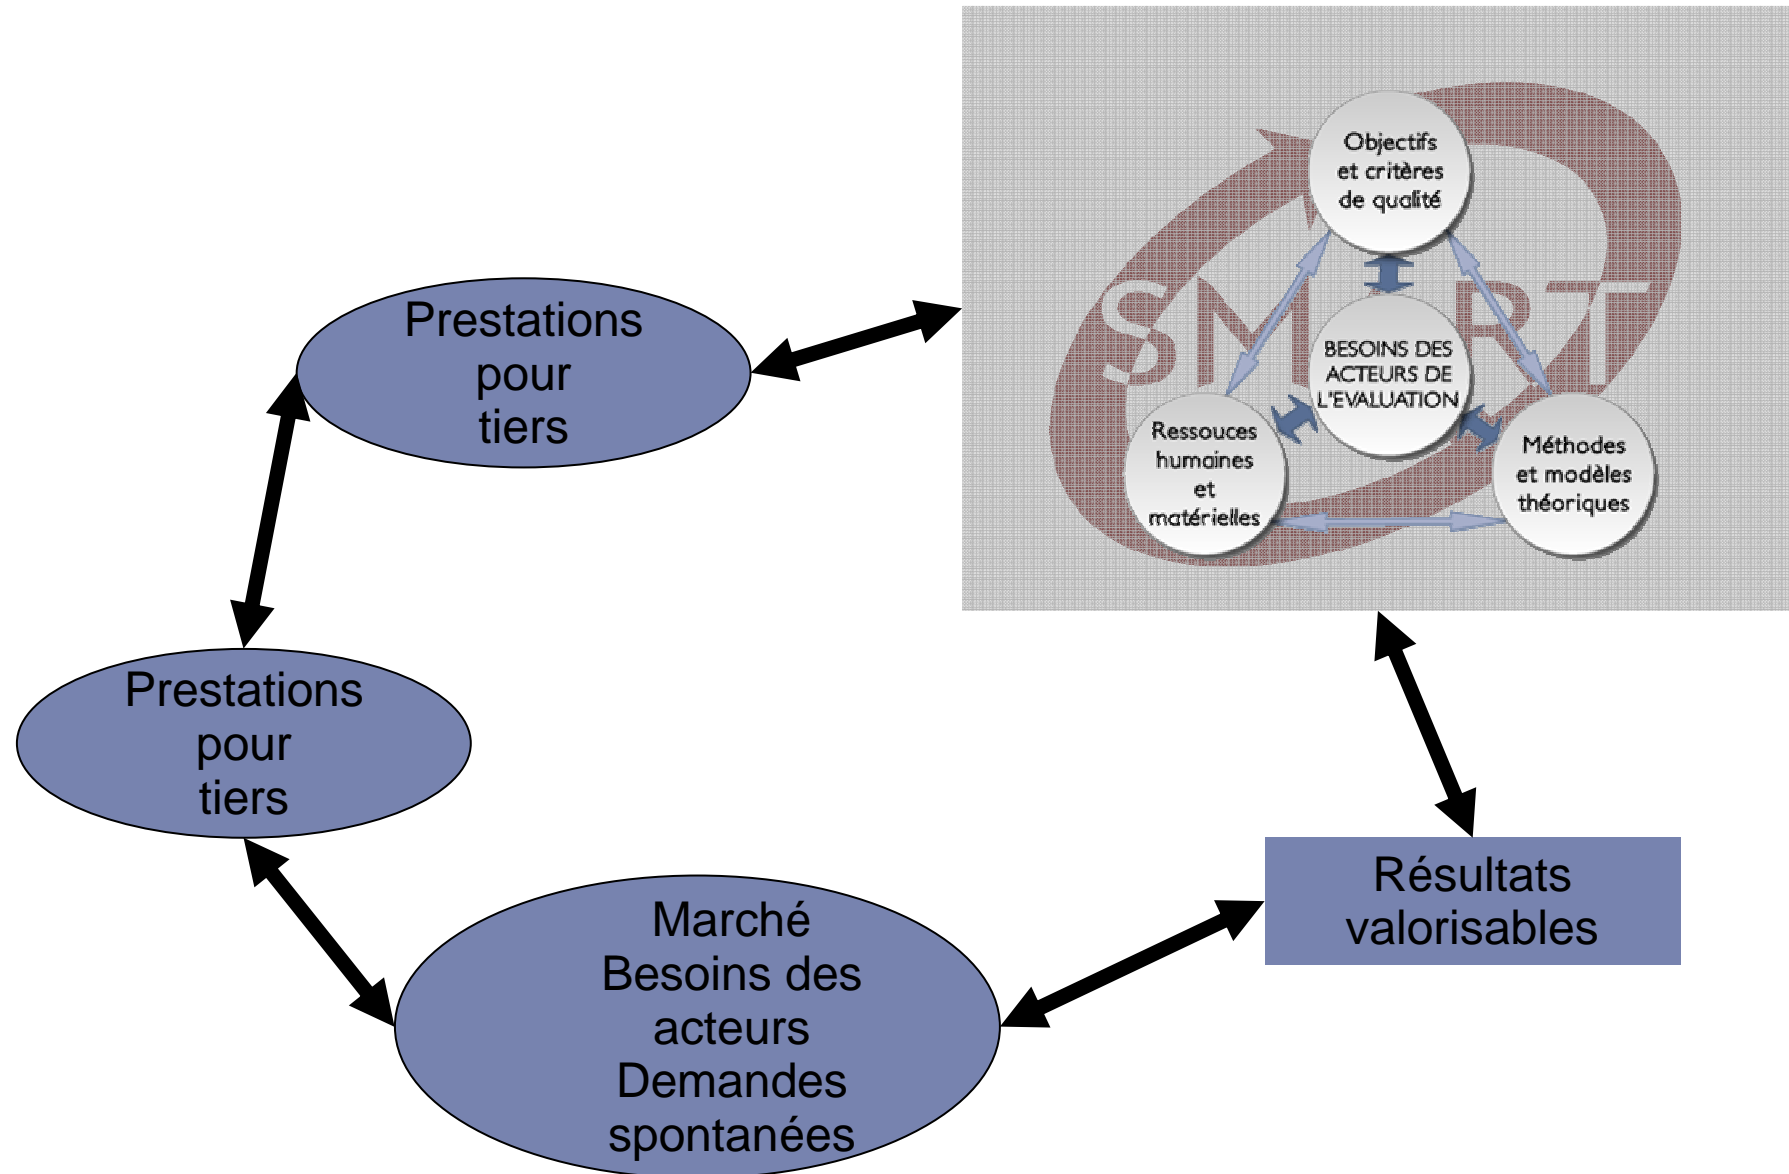 Objectifs
et critères
de qualité
SMART
BESOINS DES
ACTEURS DE
L'EVALUATION
Ressouces
humaines
et
matérielles
Méthodes
et modèles
théoriques
Prestations
pour
tiers
Prestations
pour
tiers
Marché
Besoins des
acteurs
Demandes
spontanées
Résultats
valorisables